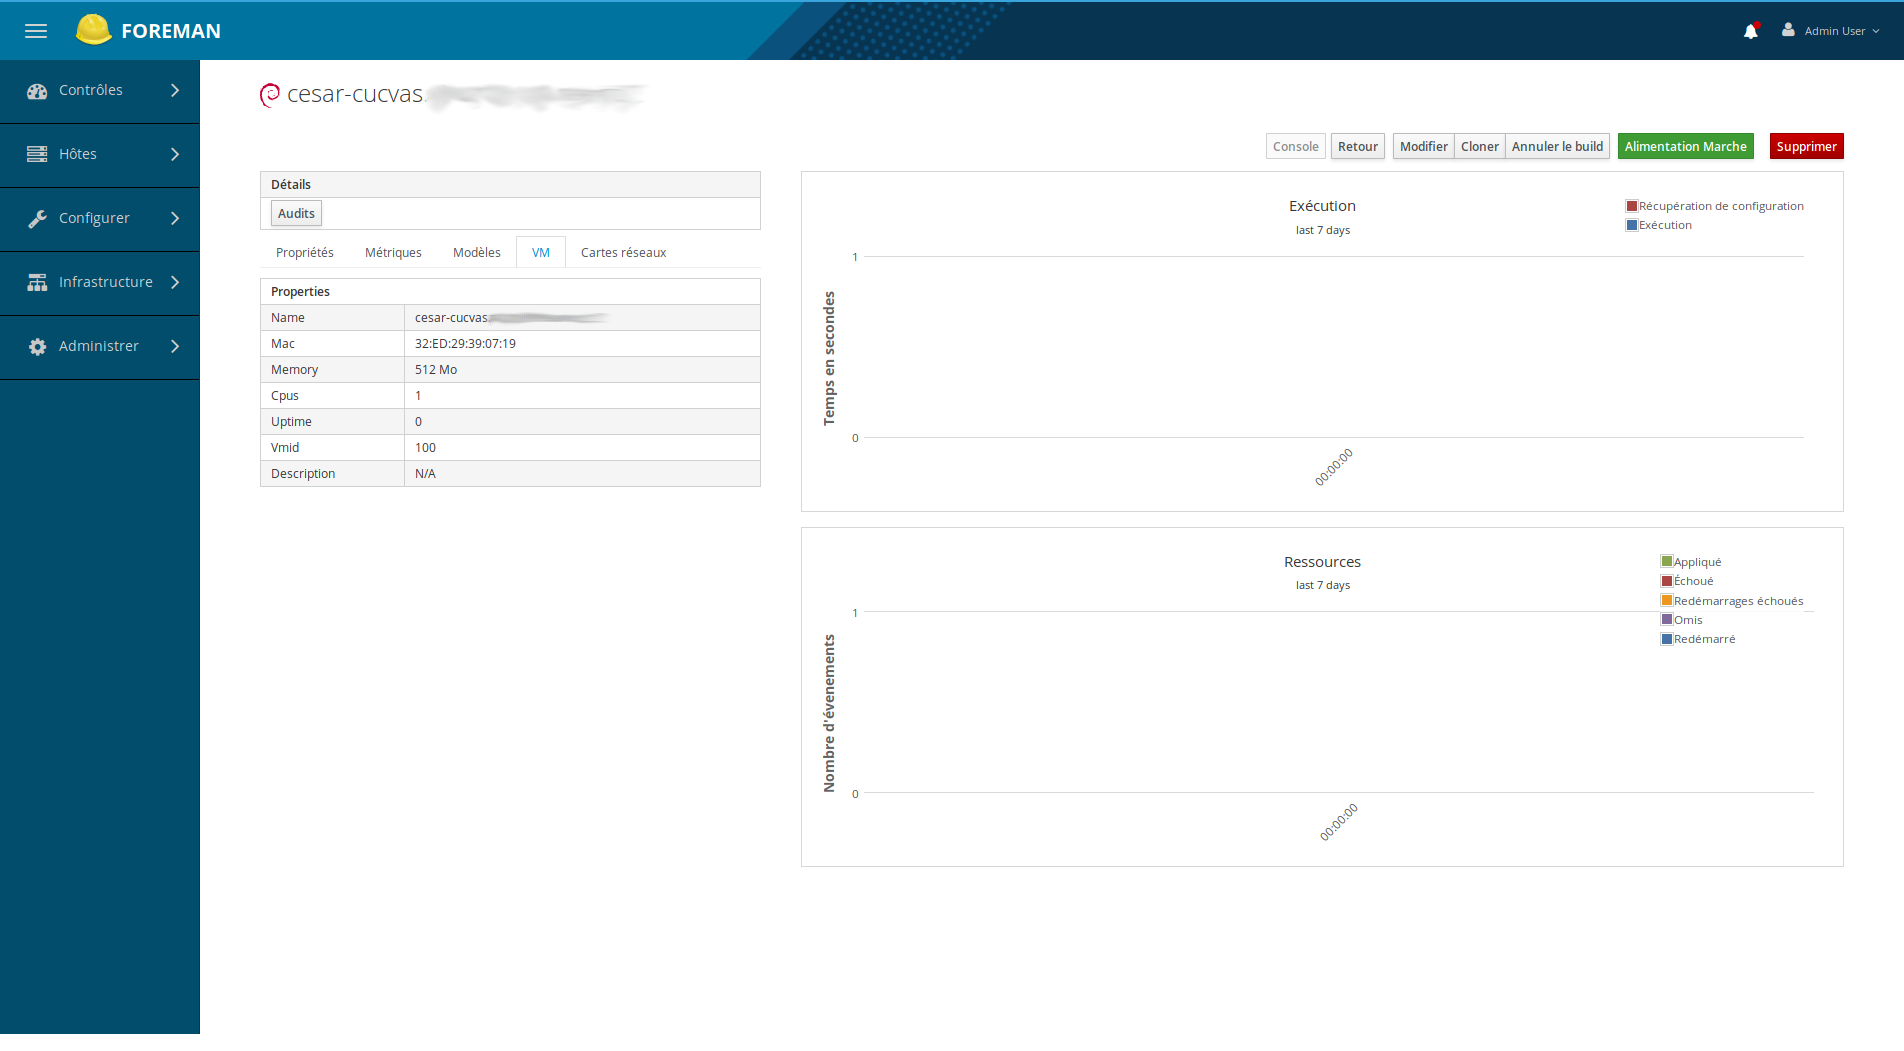 FOREMAN
Admin User
Contrôles
Hôtes
Configurer
Infrastructure
Administrer
cesar-cucvas.
Console
Retour
Modifier
Cloner
Annuler le build
Alimentation Marche
Supprimer
Détails
Audits
Propriétés
Métriques
Modèles
VM
Cartes réseaux
Properties
Name cesar-cucvas
Mac 32:ED:29:39:07:19
Memory 512 Mo
Cpus 1
Uptime 0
Vmid 100
Description N/A
Exécution
last 7 days
Récupération de configuration
Exécution
1
Temps en secondes
0
00:00:00
Ressources
last 7 days
Appliqué
Échoué
Redémarrages échoués
Omis
Redémarré
1
Nombre d'évenements
0
00:00:00